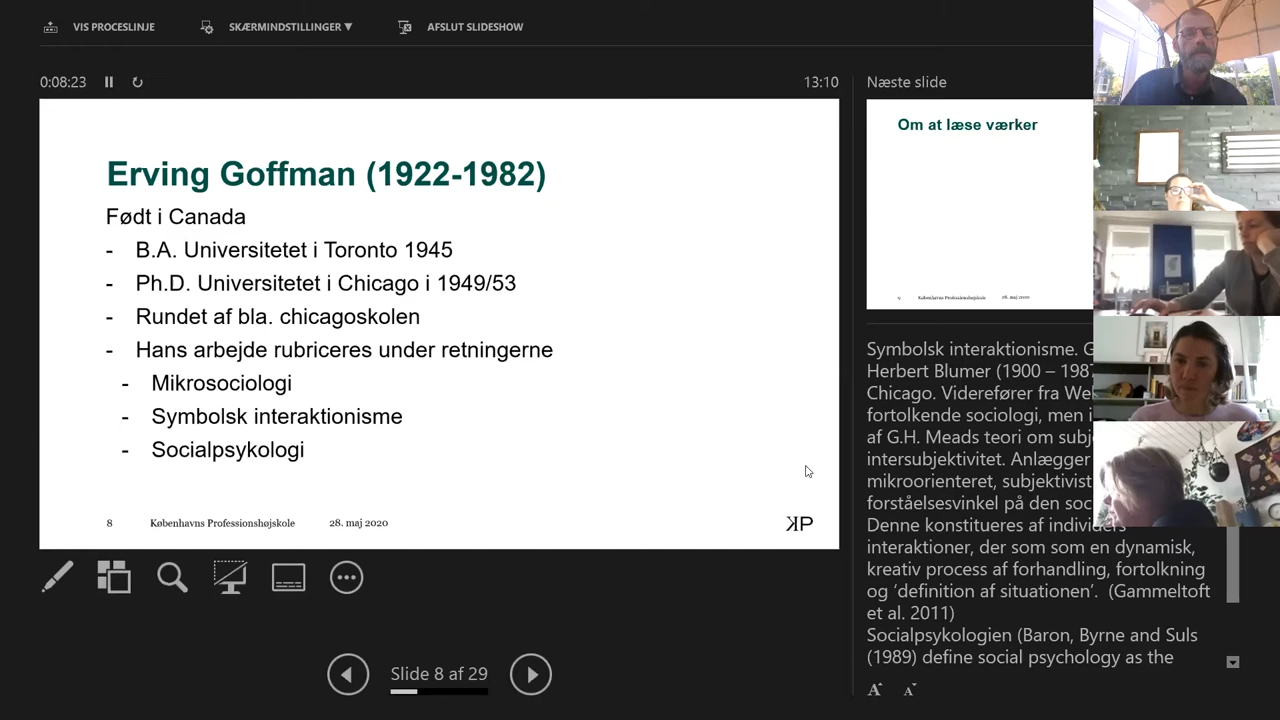 VIS PROCESLINJE
SKÆRMINDSTILLINGER ▼
AFSLUT SLIDESHOW
0:08:23
13:10
Erving Goffman (1922-1982)
Født i Canada
- B.A. Universitetet i Toronto 1945
- Ph.D. Universitetet i Chicago i 1949/53
- Rundet af bla. chicagoskolen
- Hans arbejde rubriceres under retningerne
- Mikrosociologi
- Symbolsk interaktionisme
- Socialpsykologi
8 Københavns Professionshøjskole 28. maj 2020
KP
Slide 8 af 29
Næste slide
Om at læse værker
9 Københavns Professionshøjskole 28. maj 2020
Symbolsk interaktionisme. G
Herbert Blumer (1900 – 198
Chicago. Viderefører fra We
fortolkende sociologi, men i
af G.H. Meads teori om subj
intersubjektivitet. Anlægger
mikroorienteret, subjektivist
forståelsesvinkel på den soc
Denne konstitueres af individers
interaktioner, der som som en dynamisk,
kreativ process af forhandling, fortolkning
og ‘definition af situationen’. (Gammeltoft
et al. 2011)
Socialpsykologien (Baron, Byrne and Suls
(1989) define social psychology as the
A A